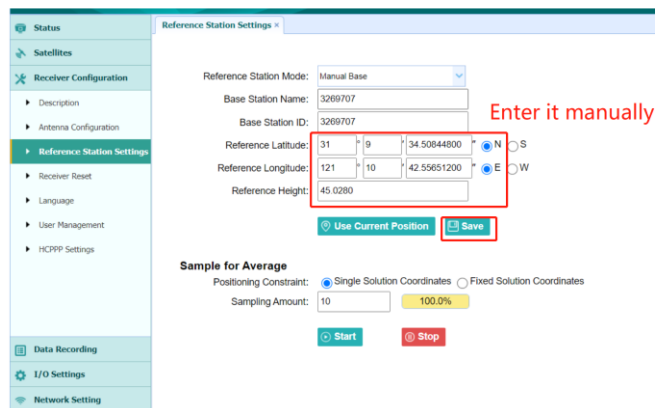 Status
Reference Station Settings ×
Satellites
Receiver Configuration
Reference Station Mode: Manual Base
Description
Base Station Name: 3269707
Enter it manually
Base Station ID: 3269707
Antenna Configuration
Reference Latitude: 31 ° 9 ' 34.50844800 " N S
Reference Station Settings
Reference Longitude: 121 ° 10 ' 42.55651200 " E W
Receiver Reset
Reference Height: 45.0280
Language
User Management
Use Current Position Save
HCPPP Settings
Sample for Average
Positioning Constraint: Single Solution Coordinates Fixed Solution Coordinates
Sampling Amount: 10 100.0%
Start Stop
Data Recording
I/O Settings
Network Setting